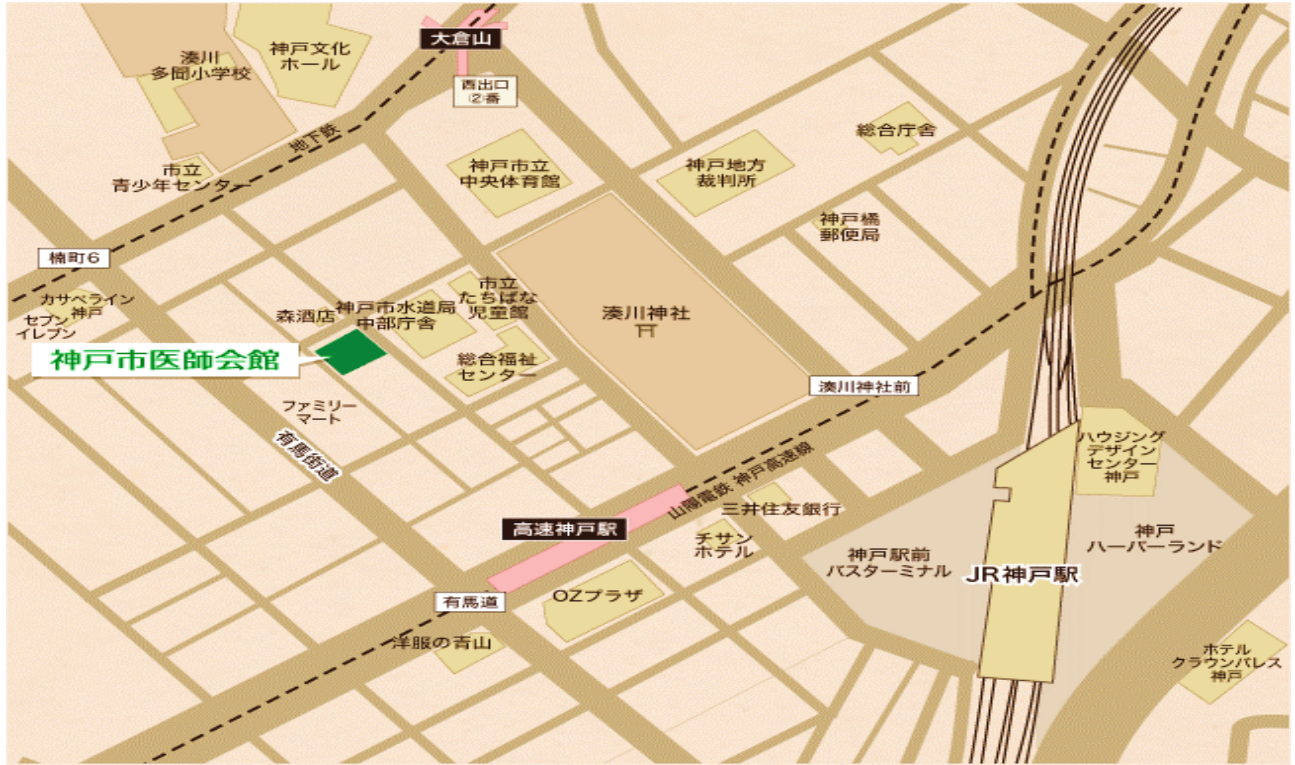 大倉山
西出口
②番
湊川
多聞小学校
神戸文化
ホール
地下鉄
市立
青少年センター
神戸市立
中央体育館
神戸地方
裁判所
総合庁舎
神戸橘
郵便局
楠町6
カサベライン
神戸
セブン
イレブン
森酒店
神戸市水道局
中部庁舎
市立
たちばな
児童館
総合福祉
センター
湊川神社
神戸市医師会館
湊川神社前
ファミリー
マート
有馬街道
山陽電鉄 神戸高速線
三井住友銀行
高速神戸駅
チサン
ホテル
ハウジング
デザイン
センター
神戸
神戸
ハーバーランド
神戸駅前
バスターミナル
JR神戸駅
有馬道
OZプラザ
洋服の青山
ホテル
クラウンパレス
神戸